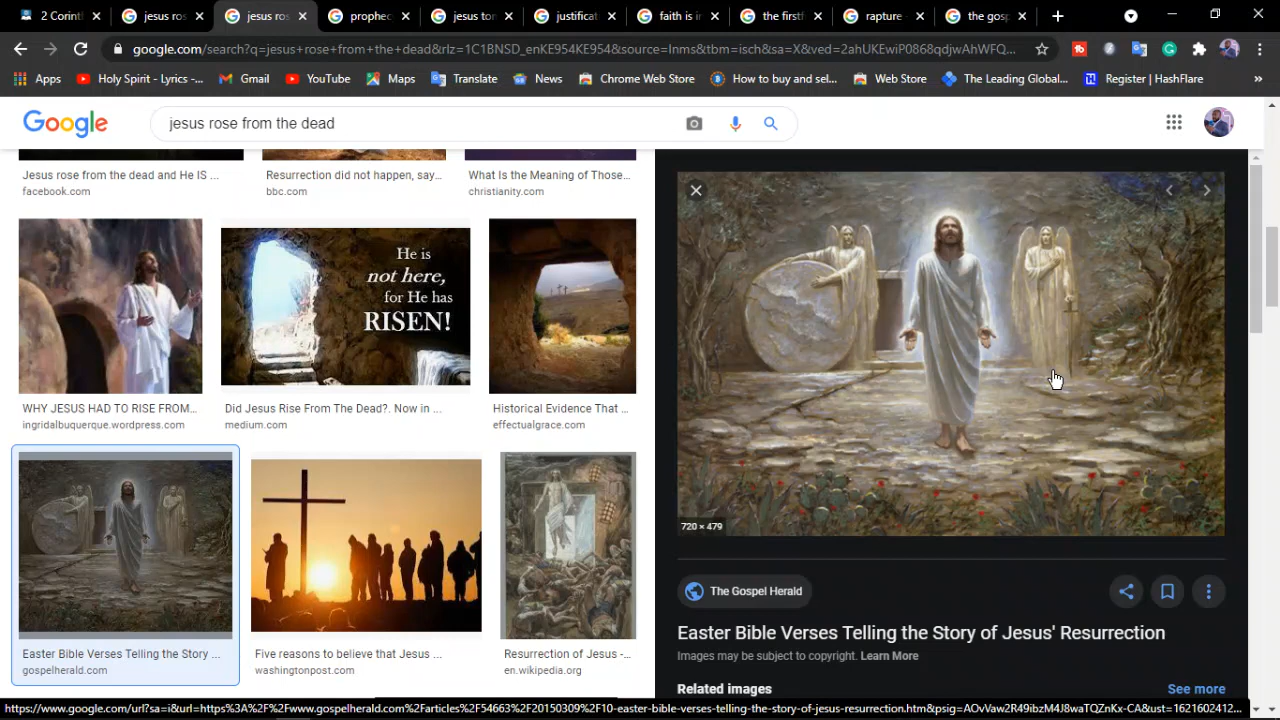 2 Corinth
jesus ros
jesus ros
prophec
jesus tor
justificati
faith is in
the firstf
rapture -
the gosp
google.com/search?q=jesus+rose+from+the+dead&rlz=1C1BNSD_enKE954KE954&source=lnms&tbm=isch&sa=X&ved=2ahUKEwiP0868qdjwAhWFQ...
Apps
Holy Spirit - Lyrics -...
Gmail
YouTube
Maps
Translate
News
Chrome Web Store
How to Cloud sol...
Web Store
The Leading Global...
Register | HashFlare
»
Google
jesus rose from the dead
Jesus rose from the dead and He IS ...
facebook.com
Resurrection did not happen, say...
bbc.com
What Is the Meaning of Those...
christianity.com
He is
not here,
for He has
RISEN!
WHY JESUS HAD TO RISE FROM...
ingridalbuquerque.wordpress.com
Did Jesus Rise From The Dead?. Now in ...
medium.com
Historical Evidence That ...
effectualgrace.com
720 × 479
The Gospel Herald
Easter Bible Verses Telling the Story of Jesus' Resurrection
Images may be subject to copyright. Learn More
Related images
See more
Easter Bible Verses Telling the Story ...
gospelherald.com
Five reasons to believe that Jesus ...
washingtonpost.com
Resurrection of Jesus -...
en.wikipedia.org
https://www.google.com/url?sa=i&url=https%3A%2F%2Fwww.gospelherald.com%2Farticles%2F54663%2F20150309%2F10-easter-bible-verses-telling-the-story-of-jesus-resurrection.htm&psig=AOvVaw2R49ibzM4J8waTQZnKx-CA&ust=1621602412...